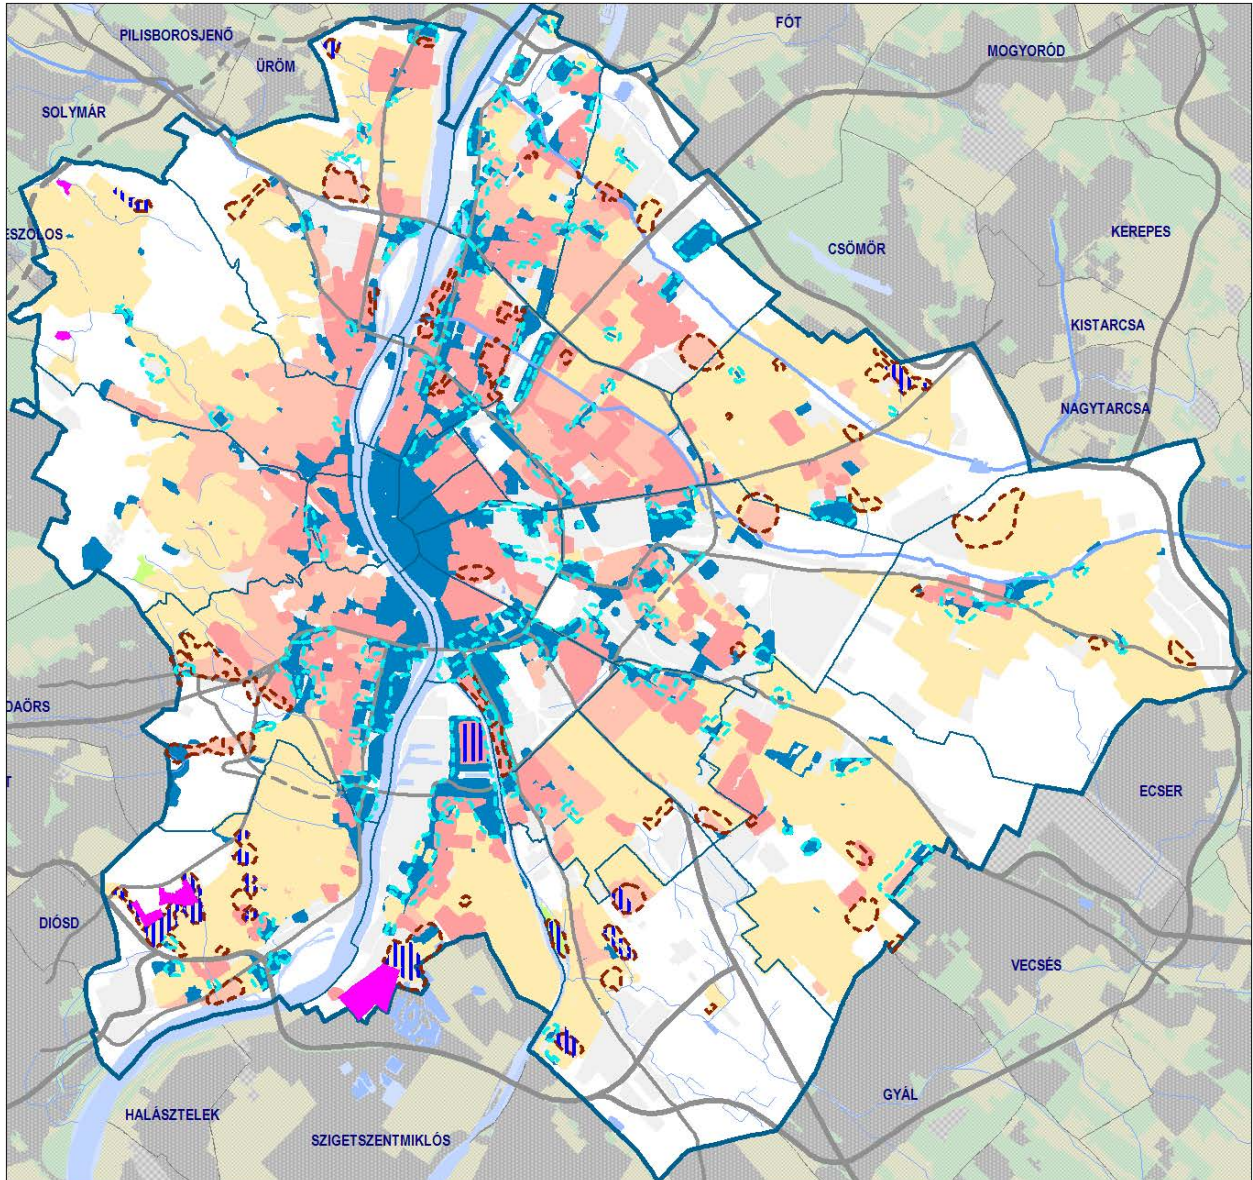 PILISBOROSJENŐ
FÓT
MOGYORÓD
ÜRÖM
SOLYMÁR
KEREPES
ESZOLOS
CSÖMÖR
KISTARCSA
NAGYTARCSA
DAÖRS
T
ECSER
DIÓSD
VECSÉS
GYÁL
HALÁSZTELEK
SZIGETSZENTMIKLÓS